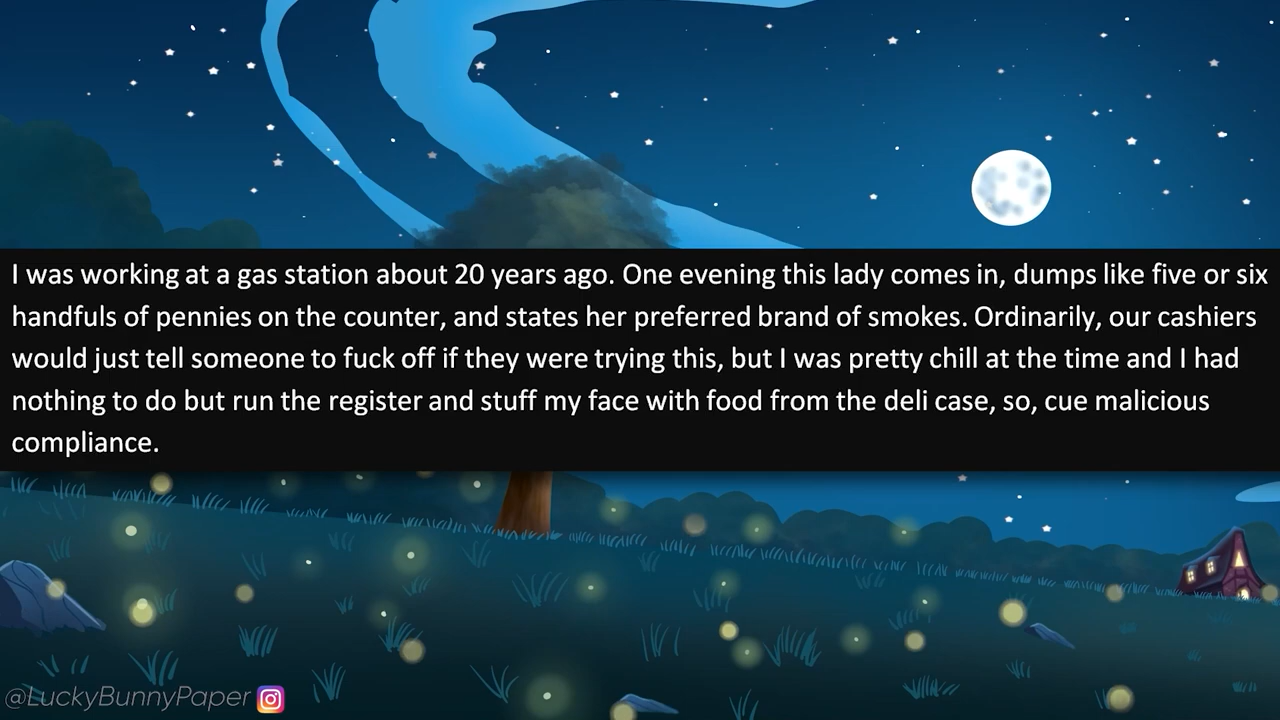 I was working at a gas station about 20 years ago. One evening this lady comes in, dumps like five or six
handfuls of pennies on the counter, and states her preferred brand of smokes. Ordinarily, our cashiers
would just tell someone to fuck off if they were trying this, but I was pretty chill at the time and I had
nothing to do but run the register and stuff my face with food from the deli case, so, cue malicious
compliance.
@LuckyBunnyPaper